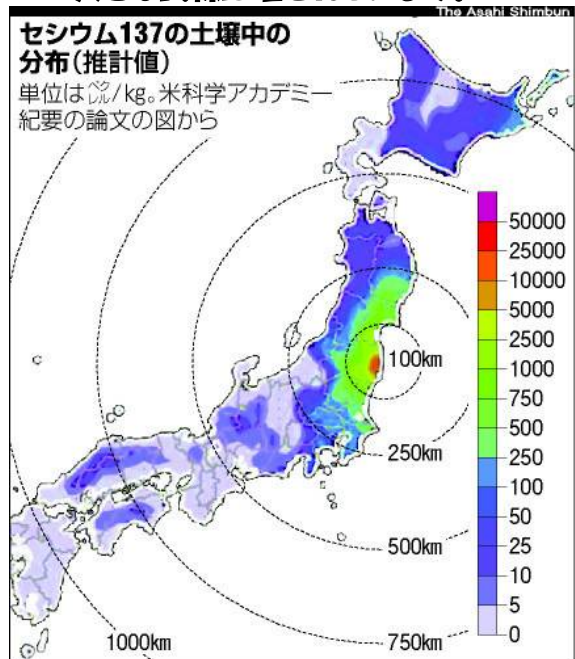 The Asahi Shimbun
セシウム137の土壌中の
分布(推計値)
単位はベクレル/kg。米科学アカデミー
紀要の論文の図から
50000
25000
10000
5000
2500
1000
750
500
250
100
50
25
10
5
0
100km
250km
500km
750km
1000km